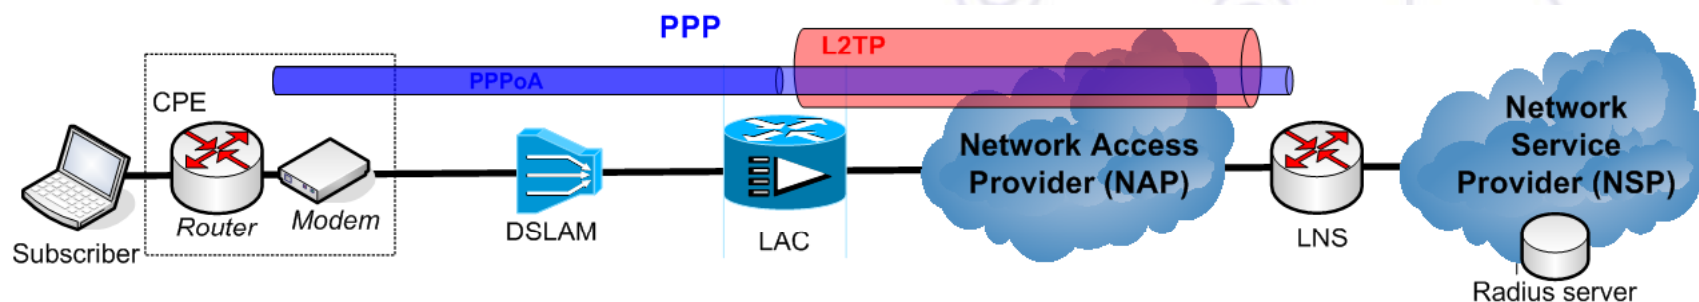 PPP
L2TP
PPPoA
CPE
Router
Modem
Subscriber
DSLAM
LAC
Network Access
Provider (NAP)
LNS
Network
Service
Provider (NSP)
Radius server